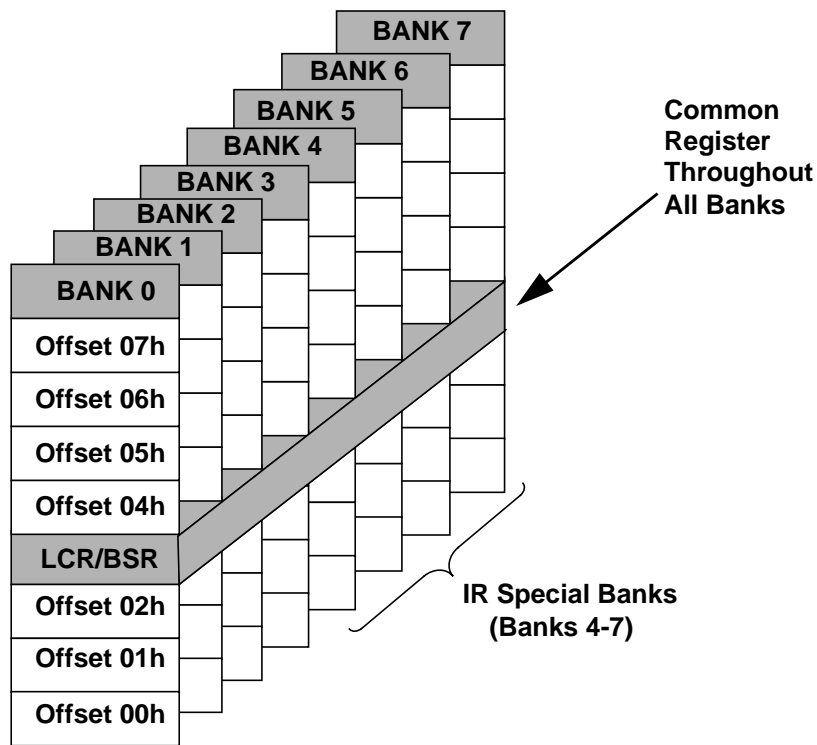 BANK 7
BANK 6
BANK 5
BANK 4
BANK 3
BANK 2
BANK 1
BANK 0
Offset 07h
Offset 06h
Offset 05h
Offset 04h
LCR/BSR
Offset 02h
Offset 01h
Offset 00h
Common
Register
Throughout
All Banks
IR Special Banks
(Banks 4-7)